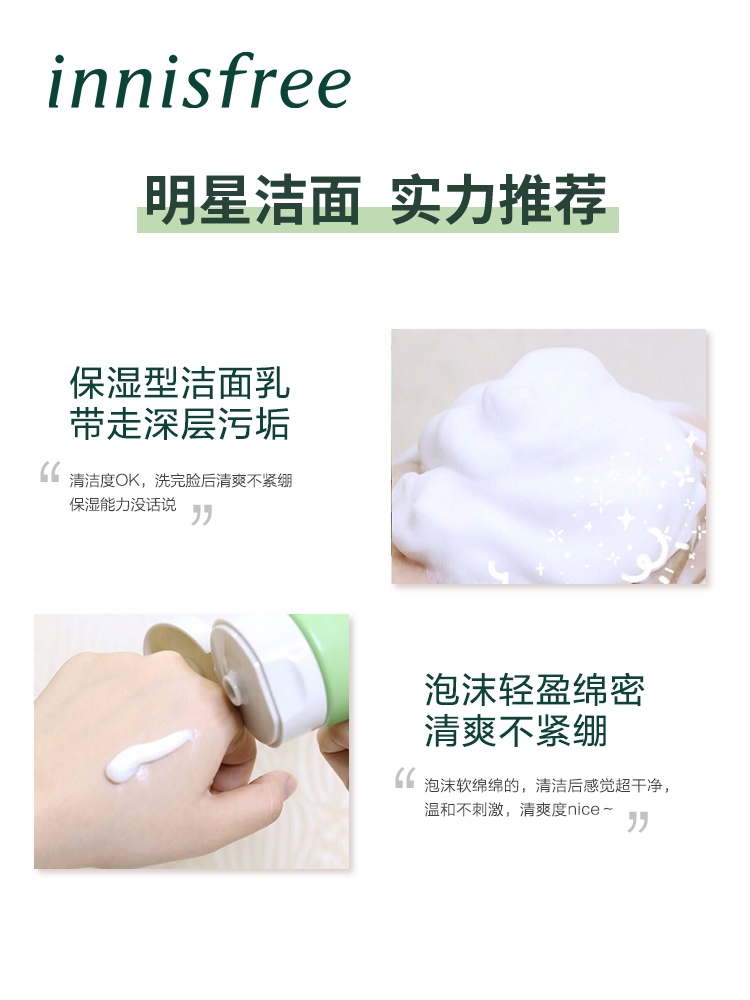 innisfree
明星洁面 实力推荐
保湿型洁面乳
带走深层污垢
“清洁度OK，洗完脸后清爽不紧绷
保湿能力没话说”
泡沫轻盈绵密
清爽不紧绷
“泡沫软绵绵的，清洁后感觉超干净，
温和不刺激，清爽度nice~”